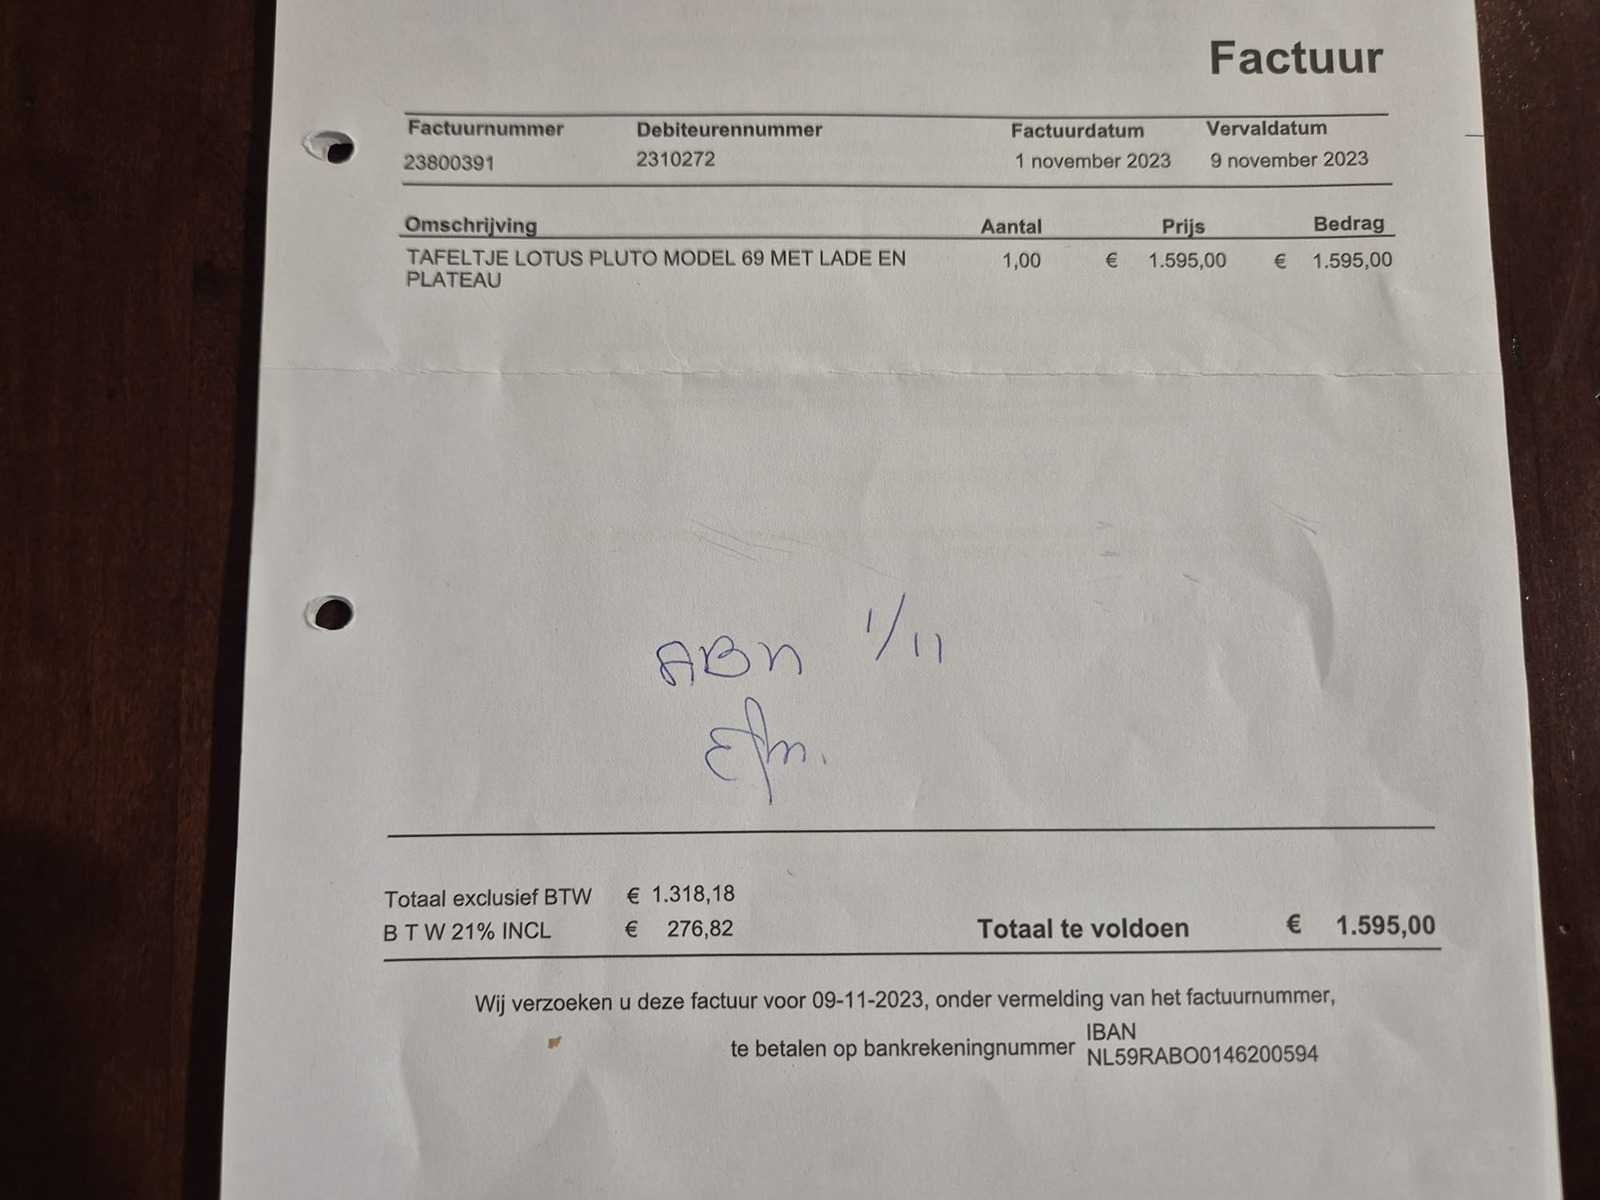 Factuur
Factuurnummer Debiteurennummer Factuurdatum Vervaldatum
23800391 2310272 1 november 2023 9 november 2023
Omschrijving Aantal Prijs Bedrag
TAFELTJE LOTUS PLUTO MODEL 69 MET LADE EN 1,00 € 1.595,00 € 1.595,00
PLATEAU
ABN 1/11
Totaal exclusief BTW € 1.318,18
B T W 21% INCL € 276,82 Totaal te voldoen € 1.595,00
Wij verzoeken u deze factuur voor 09-11-2023, onder vermelding van het factuurnummer,
te betalen op bankrekeningnummer IBAN
NL59RABO0146200594